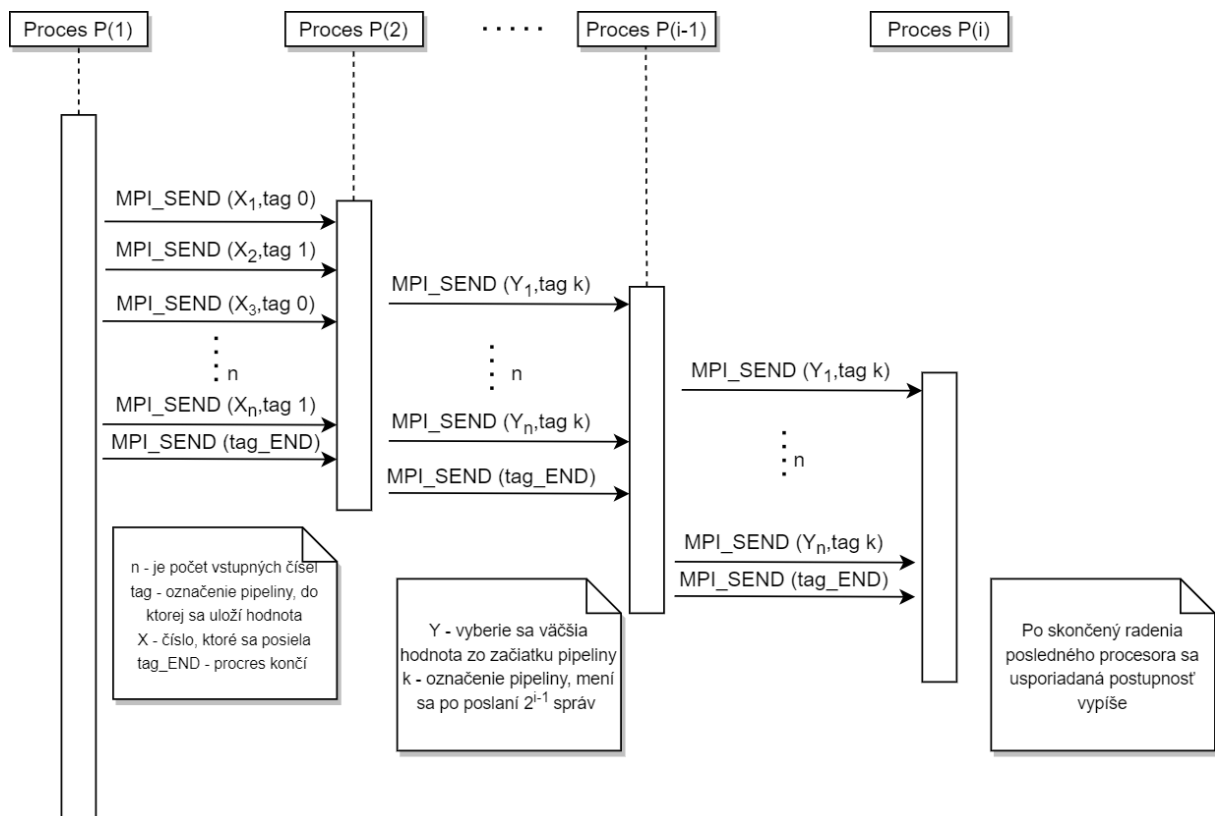 Proces P(1)
Proces P(2)
Proces P(i-1)
Proces P(i)
MPI_SEND (X₁,tag 0)
MPI_SEND (X₂,tag 1)
MPI_SEND (X₃,tag 0)
n
MPI_SEND (Xₙ,tag 1)
MPI_SEND (tag_END)
MPI_SEND (Y₁,tag k)
n
MPI_SEND (Yₙ,tag k)
MPI_SEND (tag_END)
MPI_SEND (Y₁,tag k)
n
MPI_SEND (Yₙ,tag k)
MPI_SEND (tag_END)
n - je počet vstupných čísel
tag - označenie pipeliny, do
ktorej sa uloží hodnota
X - číslo, ktoré sa posiela
tag_END - procres končí
Y - vyberie sa väčšia
hodnota zo začiatku pipeliny
k - označenie pipeliny, mení
sa po poslaní 2ⁱ⁻¹ správ
Po skončený radenia
posledného procesora sa
usporiadaná postupnosť
vypíše